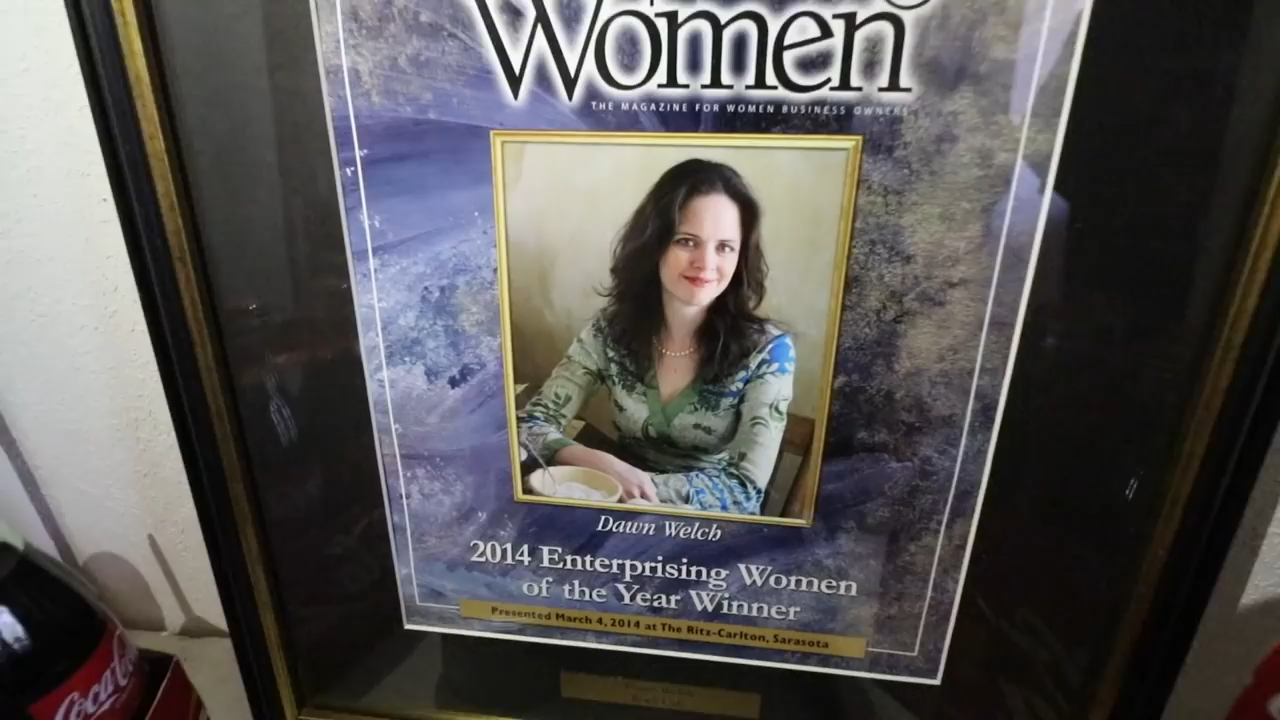 Women
THE MAGAZINE FOR WOMEN BUSINESS OWNERS
Dawn Welch
2014 Enterprising Women
of the Year Winner
Presented March 4, 2014 at The Ritz-Carlton, Sarasota
Coca-Co